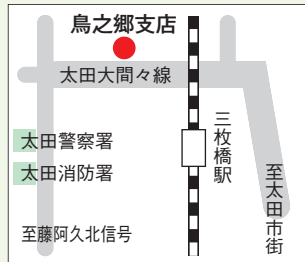 鳥之郷支店
太田大間々線
太田警察署
太田消防署
三枚橋駅
至太田市街
至藤阿久北信号